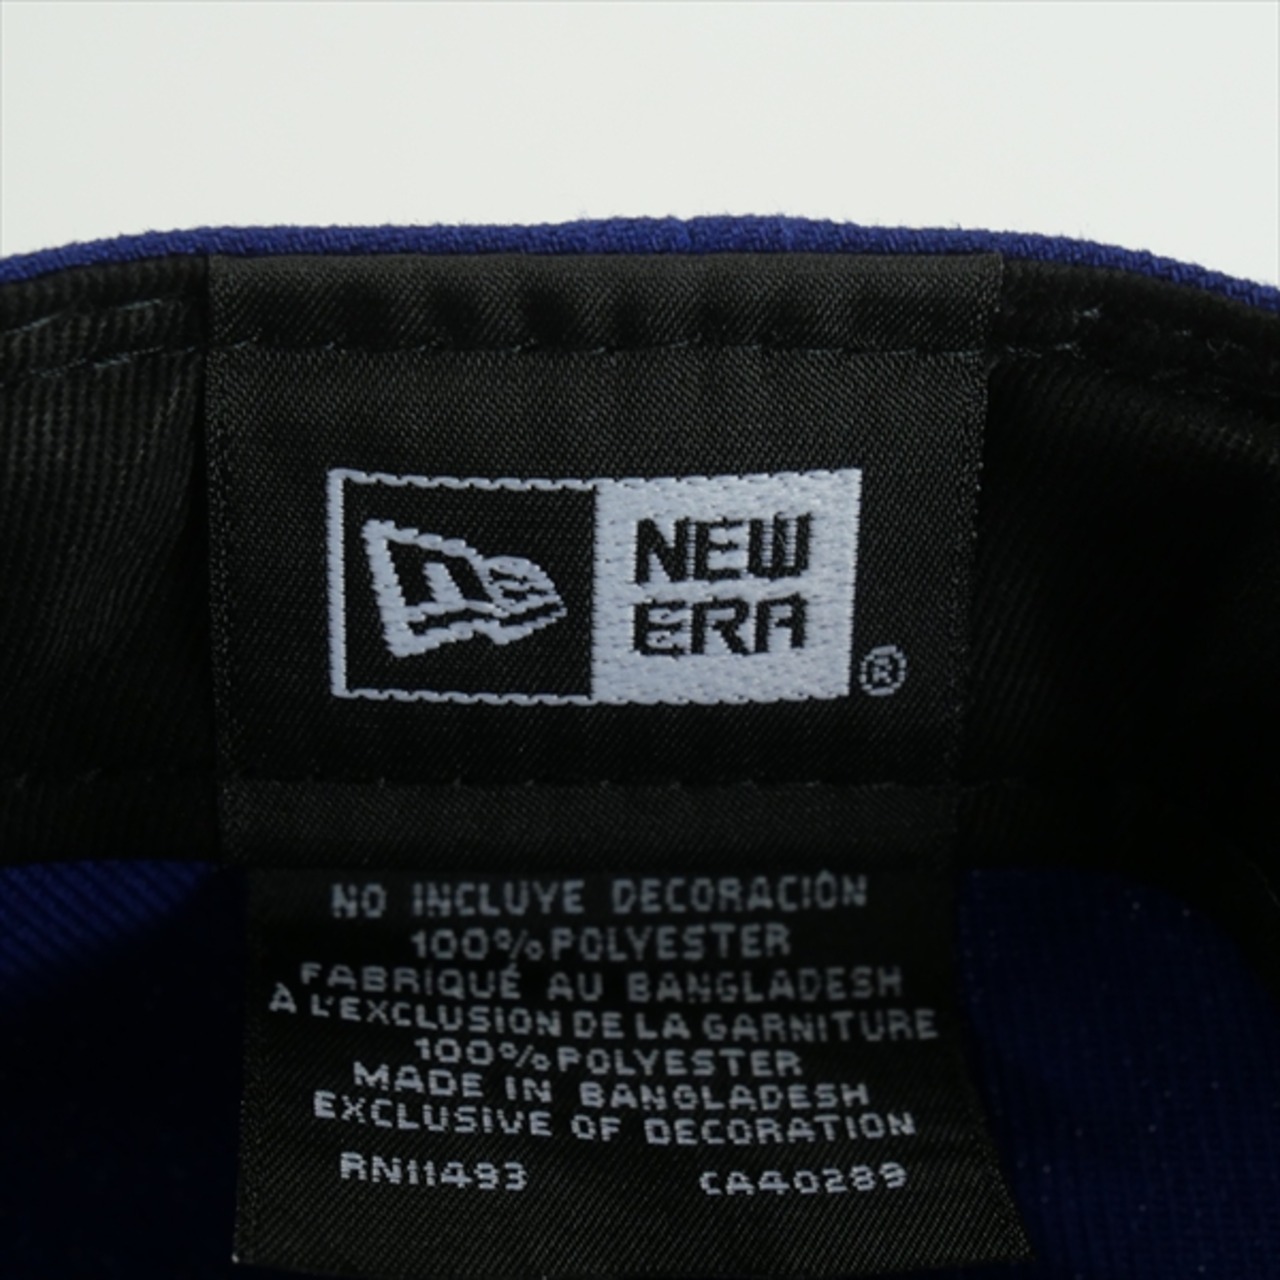 NEW
ERA
®
NO INCLUYE DECORACIÓN
100% POLYESTER
FABRIQUÉ AU BANGLADESH
À L'EXCLUSION DE LA GARNITURE
100% POLYESTER
MADE IN BANGLADESH
EXCLUSIVE OF DECORATION
RN11493 CA40289